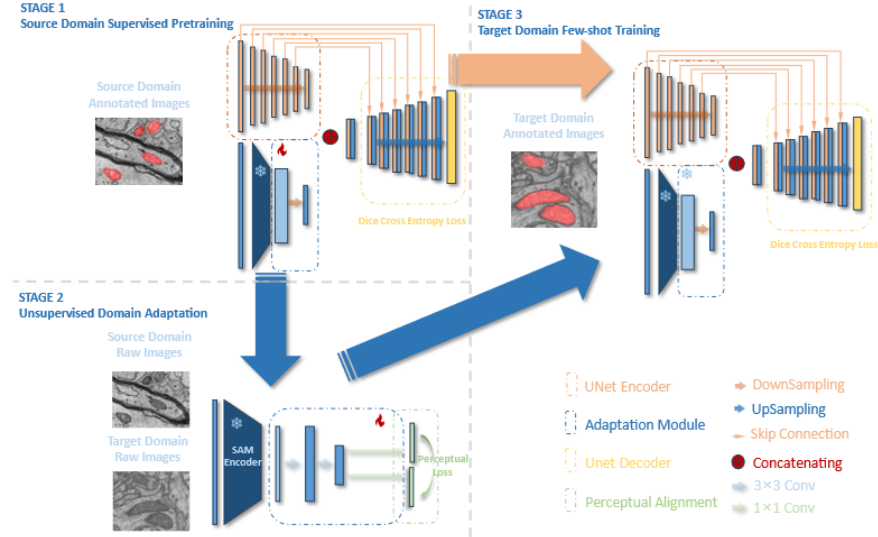 STAGE 1
Source Domain Supervised Pretraining
Source Domain
Annotated Images
Dice Cross Entropy Loss
STAGE 2
Unsupervised Domain Adaptation
Source Domain
Raw Images
Target Domain
Raw Images
SAM
Encoder
Perceptual
Loss
STAGE 3
Target Domain Few-shot Training
Target Domain
Annotated Images
Dice Cross Entropy Loss
UNet Encoder
Adaptation Module
Unet Decoder
Perceptual Alignment
DownSampling
UpSampling
Skip Connection
Concatenating
3×3 Conv
1×1 Conv